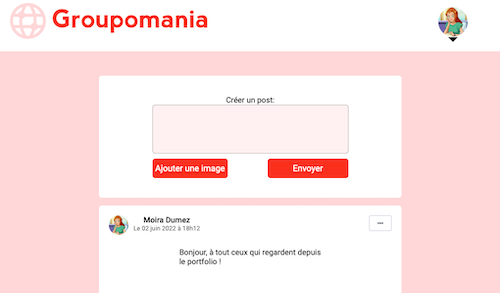 Groupomania
Créer un post:
Ajouter une image
Envoyer
Moira Dumez
Le 02 juin 2022 à 18h12
Bonjour, à tout ceux qui regardent depuis
le portfolio !